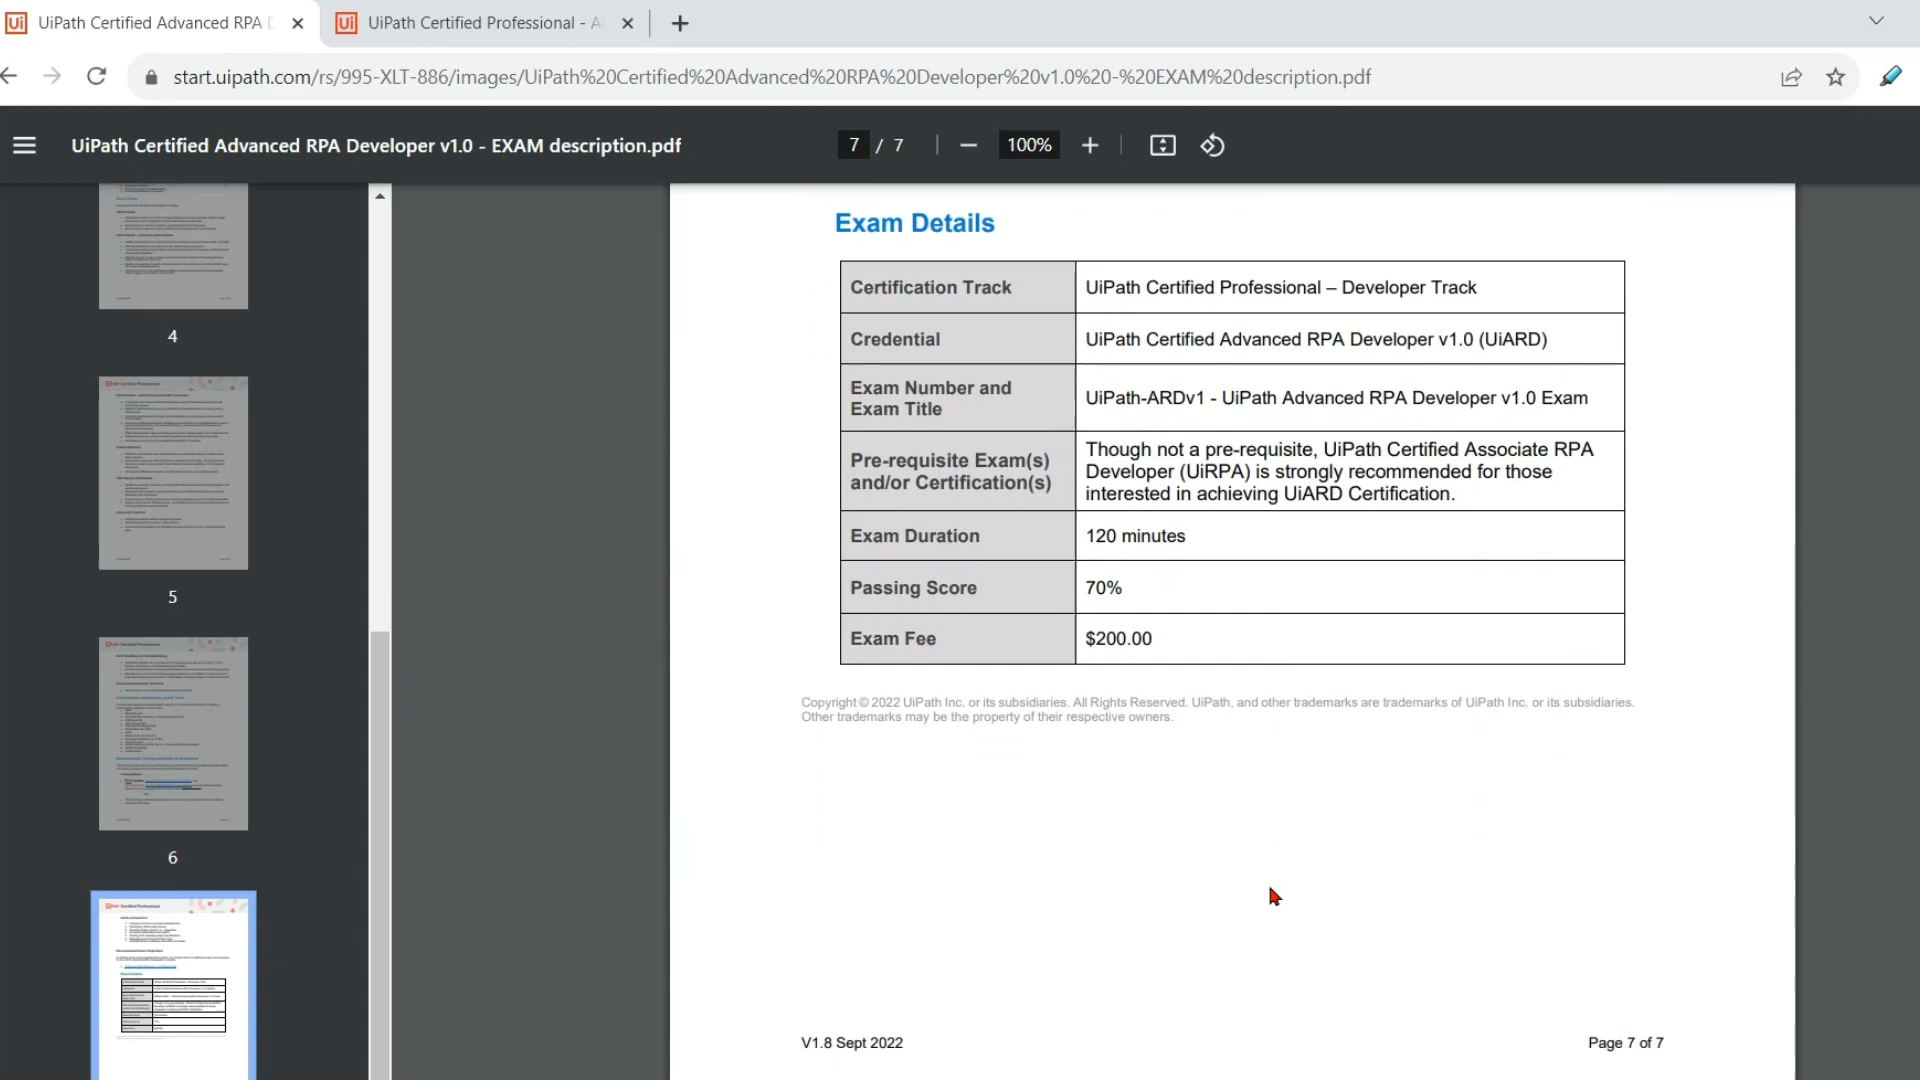 UiPath Certified Advanced RPA D
UiPath Certified Professional - A
start.uipath.com/rs/995-XLT-886/images/UiPath%20Certified%20Advanced%20RPA%20Developer%20v1.0%20-%20EXAM%20description.pdf
UiPath Certified Advanced RPA Developer v1.0 - EXAM description.pdf
7 / 7
100%
4
5
6
Exam Details
Certification Track
UiPath Certified Professional – Developer Track
Credential
UiPath Certified Advanced RPA Developer v1.0 (UiARD)
Exam Number and
Exam Title
UiPath-ARDv1 - UiPath Advanced RPA Developer v1.0 Exam
Pre-requisite Exam(s)
and/or Certification(s)
Though not a pre-requisite, UiPath Certified Associate RPA
Developer (UiRPA) is strongly recommended for those
interested in achieving UiARD Certification.
Exam Duration
120 minutes
Passing Score
70%
Exam Fee
$200.00
Copyright © 2022 UiPath Inc. or its subsidiaries. All Rights Reserved. UiPath, and other trademarks are trademarks of UiPath Inc. or its subsidiaries.
Other trademarks may be the property of their respective owners.
V1.8 Sept 2022
Page 7 of 7